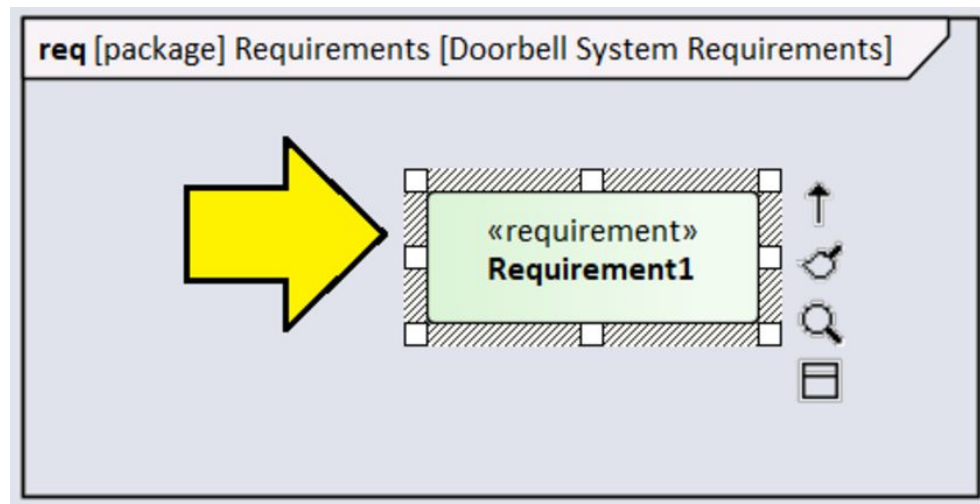 req [package] Requirements [Doorbell System Requirements]
«requirement»
Requirement1